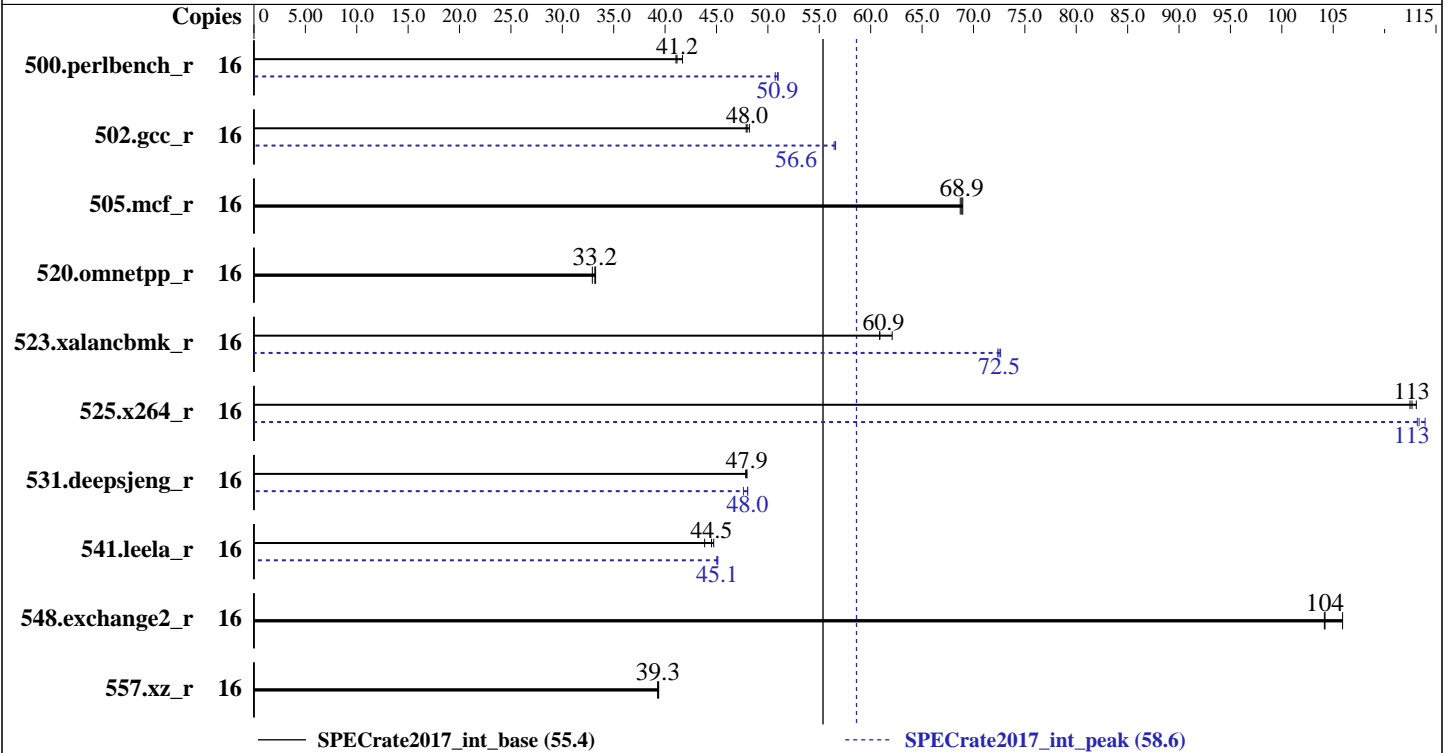 Copies 0 5.00 10.0 15.0 20.0 25.0 30.0 35.0 40.0 45.0 50.0 55.0 60.0 65.0 70.0 75.0 80.0 85.0 90.0 95.0 100 105 115
41.2
500.perlbench_r 16
50.9
48.0
502.gcc_r 16
56.6
68.9
505.mcf_r 16
33.2
520.omnetpp_r 16
60.9
523.xalancbmk_r 16
72.5
113
525.x264_r 16
113
47.9
531.deepsjeng_r 16
48.0
44.5
541.leela_r 16
45.1
104
548.exchange2_r 16
39.3
557.xz_r 16
SPECrate2017_int_base (55.4) SPECrate2017_int_peak (58.6)